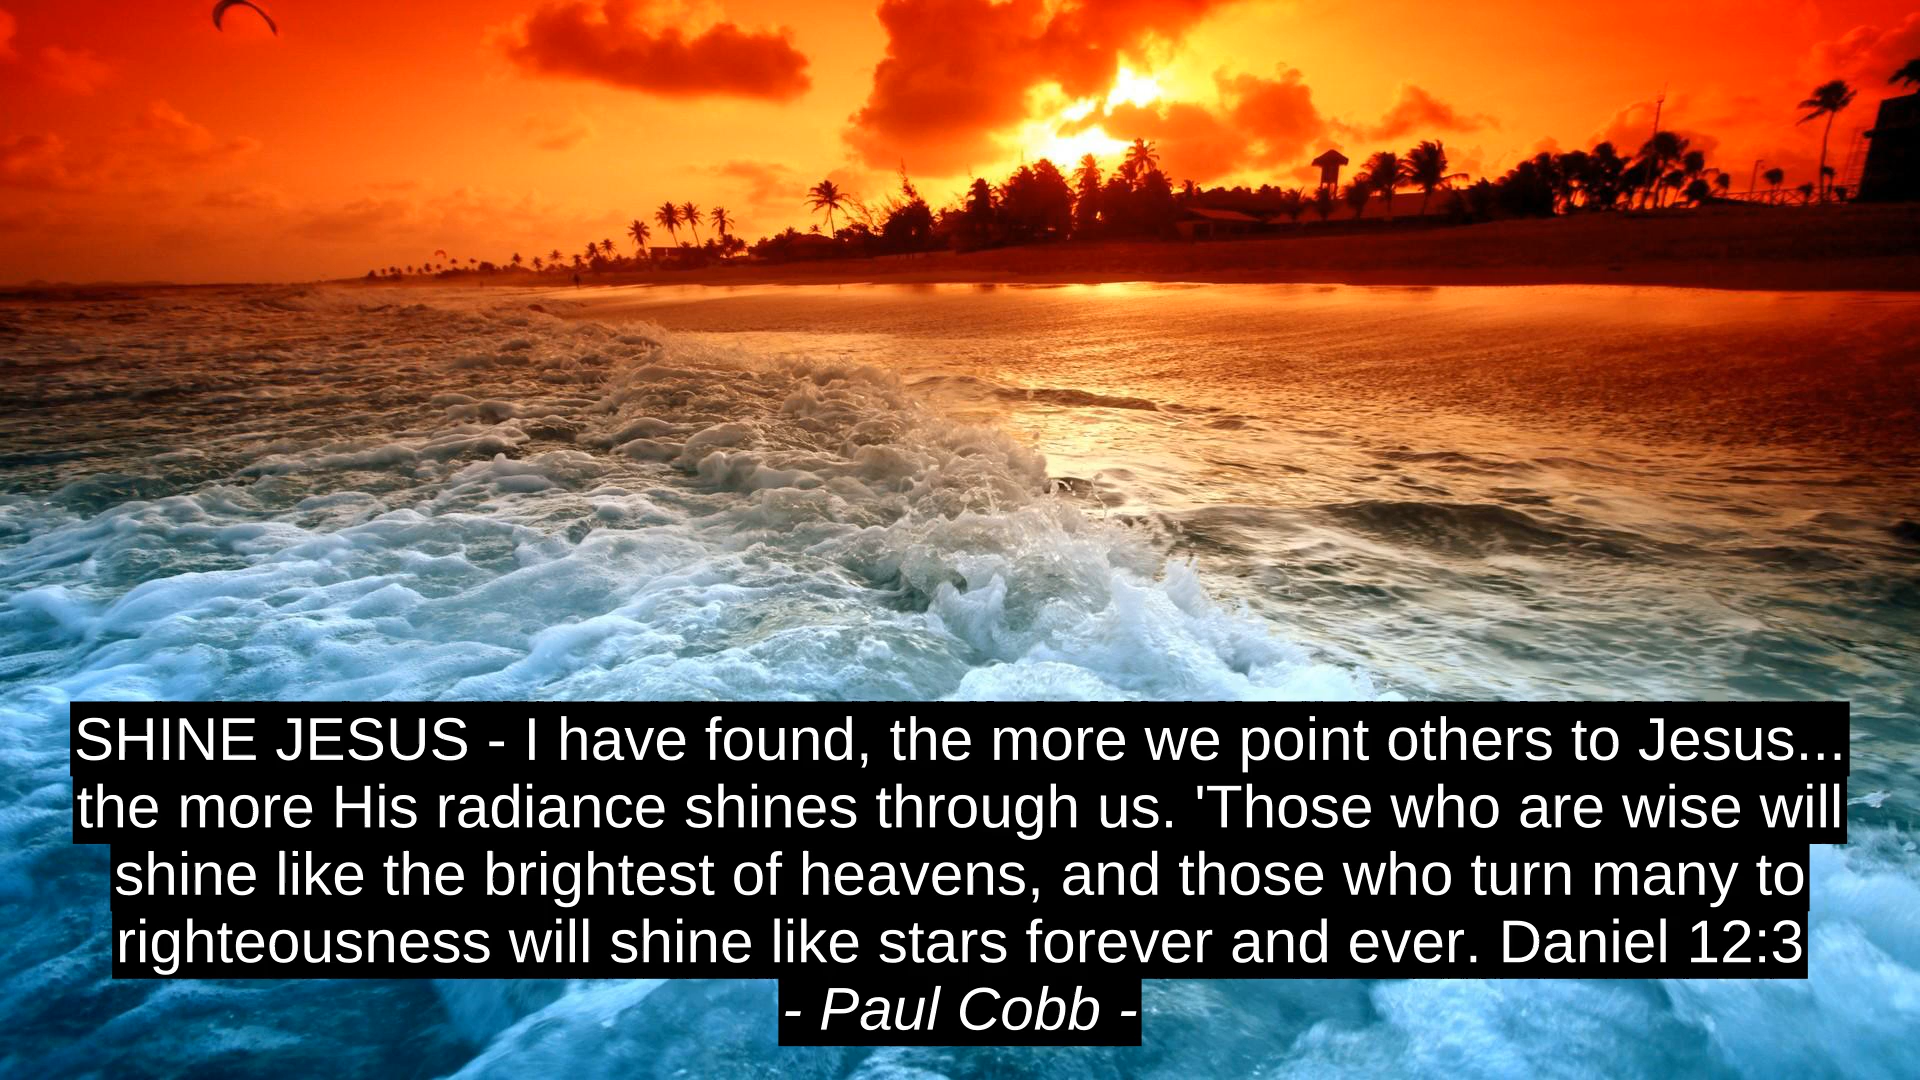 SHINE JESUS - I have found, the more we point others to Jesus...
the more His radiance shines through us. 'Those who are wise will
shine like the brightest of heavens, and those who turn many to
righteousness will shine like stars forever and ever. Daniel 12:3
- Paul Cobb -